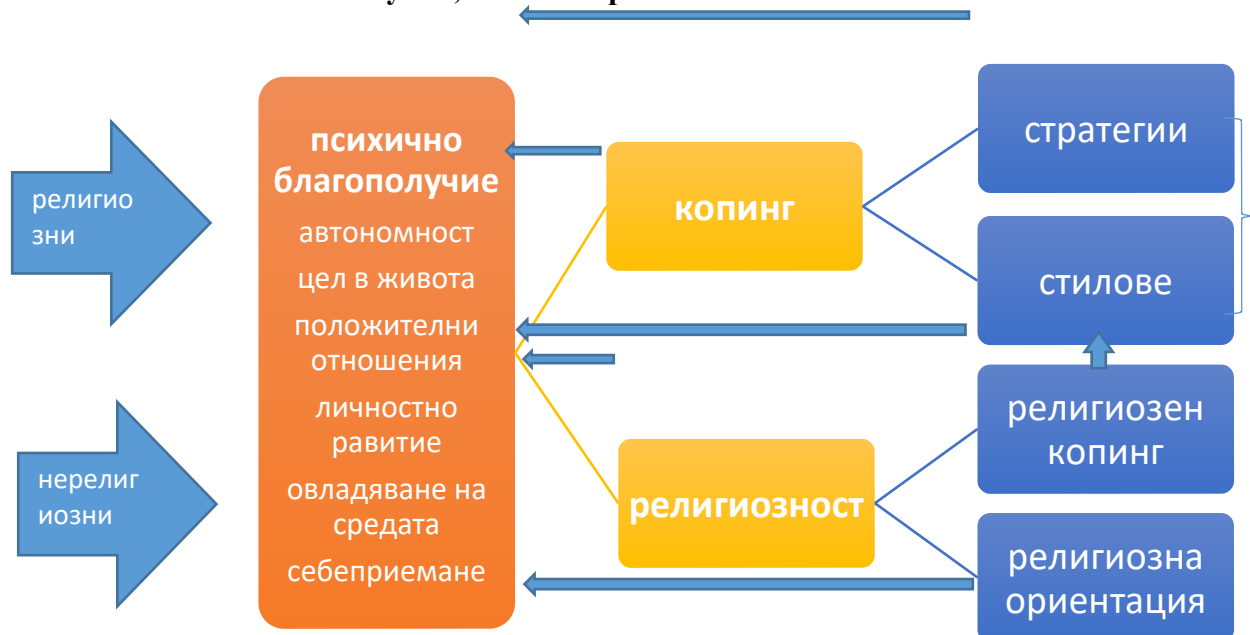 религио
зни
нерелиг
иозни
психично
благополучие
автономност
цел в живота
положителни
отношения
личностно
равитие
овладяване на
средата
себеприемане
копинг
религиозност
стратегии
стилове
религиозен
копинг
религиозна
ориентация